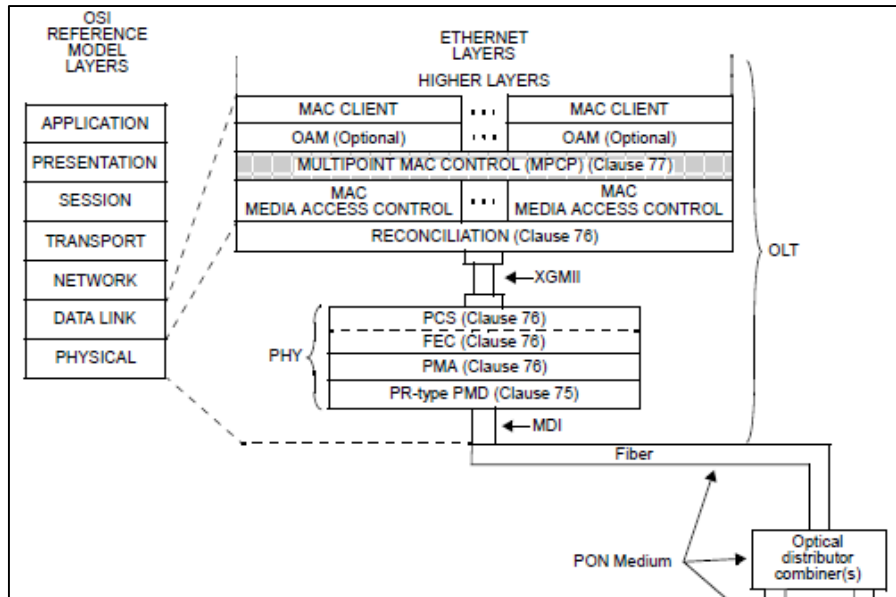 OSI
REFERENCE
MODEL
LAYERS
APPLICATION
PRESENTATION
SESSION
TRANSPORT
NETWORK
DATA LINK
PHYSICAL
ETHERNET
LAYERS
HIGHER LAYERS
MAC CLIENT ... MAC CLIENT
OAM (Optional) ... OAM (Optional)
MULTIPOINT MAC CONTROL (MPCP) (Clause 77)
MAC ... MAC
MEDIA ACCESS CONTROL MEDIA ACCESS CONTROL
RECONCILIATION (Clause 76)
XGMII
OLT
PHY
PCS (Clause 76)
FEC (Clause 76)
PMA (Clause 76)
PR-type PMD (Clause 75)
MDI
Fiber
PON Medium
Optical
distributor
combiner(s)